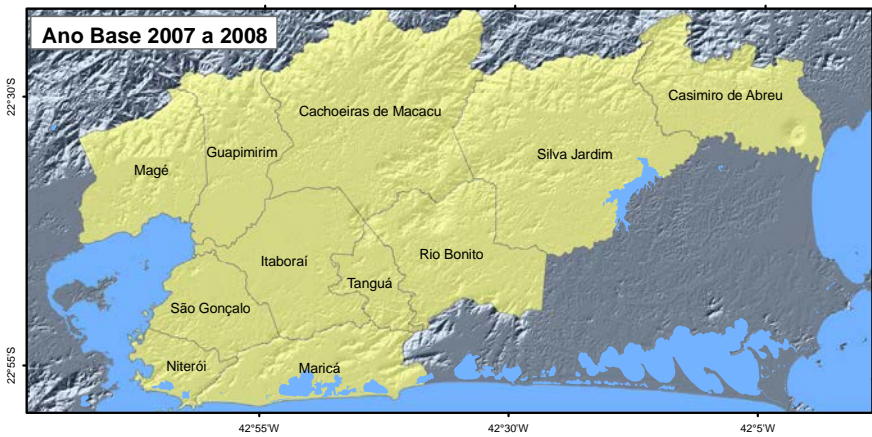 Ano Base 2007 a 2008
22°30'S
Casimiro de Abreu
Cachoeiras de Macacu
Guapimirim
Silva Jardim
Magé
Rio Bonito
Itaboraí
Tanguá
São Gonçalo
22°55'S
Niterói
Maricá
42°55'W
42°30'W
42°5'W